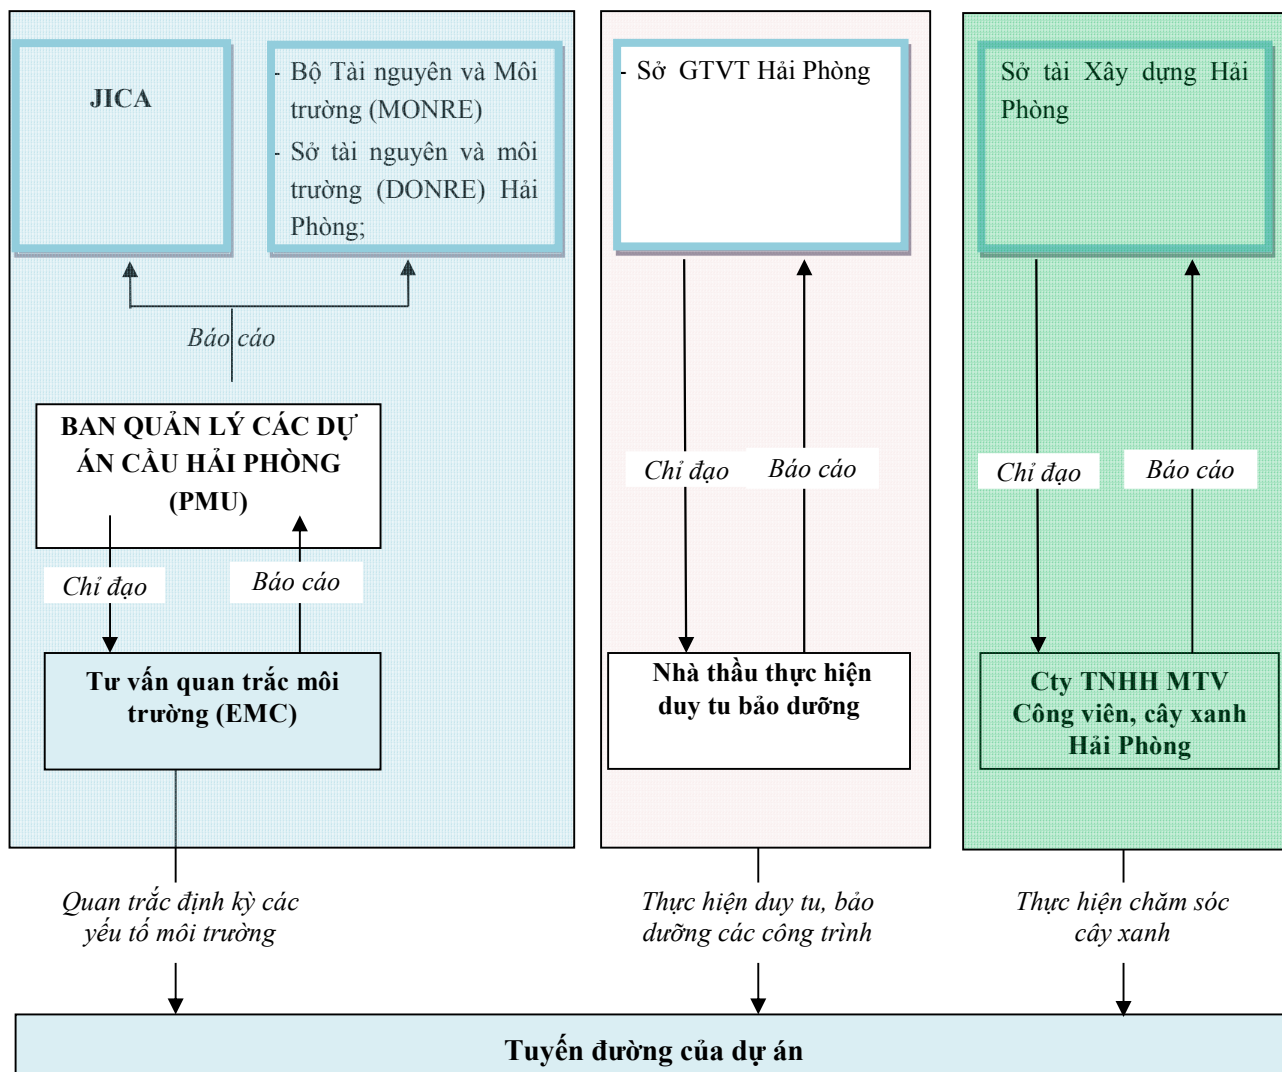 JICA
- Bộ Tài nguyên và Môi
trường (MONRE)
- Sở tài nguyên và môi
trường (DONRE) Hải
Phòng;
Báo cáo
BAN QUẢN LÝ CÁC DỰ
ÁN CẦU HẢI PHÒNG
(PMU)
Chỉ đạo
Báo cáo
Tư vấn quan trắc môi
trường (EMC)
Quan trắc định kỳ các
yếu tố môi trường
- Sở GTVT Hải Phòng
Chỉ đạo
Báo cáo
Nhà thầu thực hiện
duy tu bảo dưỡng
Thực hiện duy tu, bảo
dưỡng các công trình
Sở tài Xây dựng Hải
Phòng
Chỉ đạo
Báo cáo
Cty TNHH MTV
Công viên, cây xanh
Hải Phòng
Thực hiện chăm sóc
cây xanh
Tuyến đường của dự án